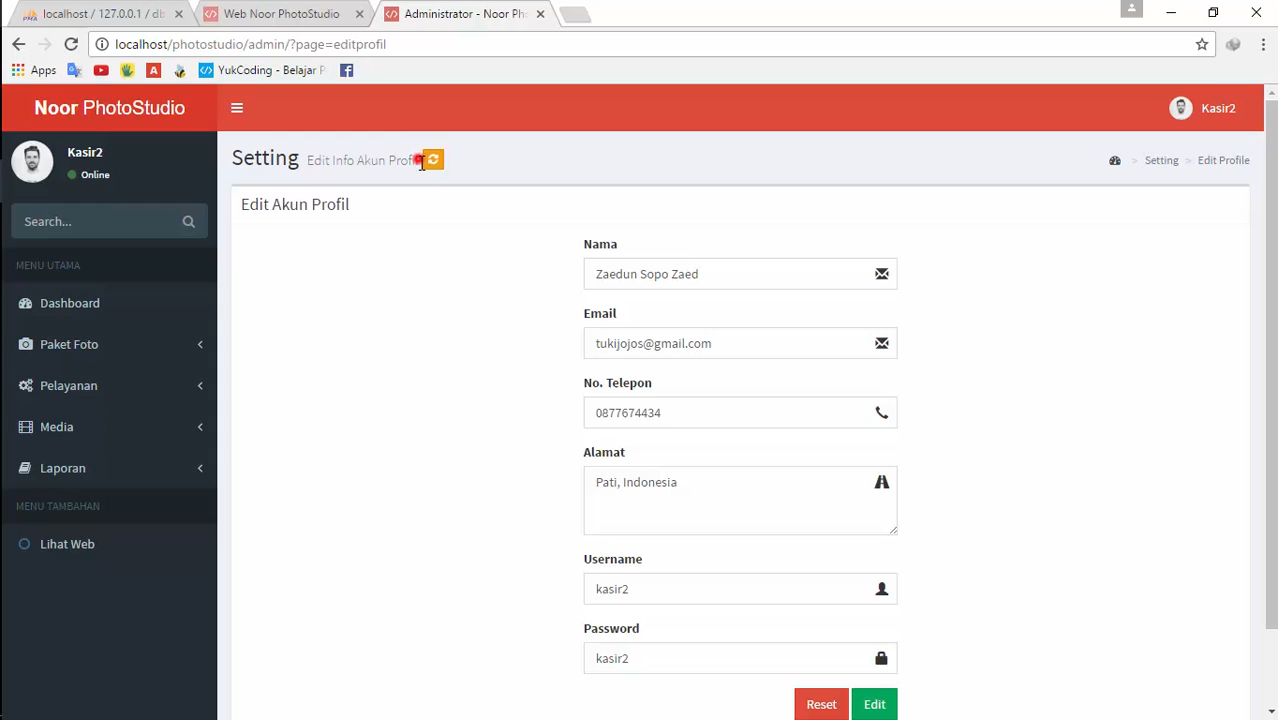 localhost / 127.0.0.1 / db
Web Noor PhotoStudio
Administrator - Noor Ph
localhost/photostudio/admin/?page=editprofil
Apps
YukCoding - Belajar P
Noor PhotoStudio
Kasir2
Kasir2
Online
Setting Edit Info Akun Profil
Setting > Edit Profile
Search...
Edit Akun Profil
MENU UTAMA
Dashboard
Paket Foto
Pelayanan
Media
Laporan
MENU TAMBAHAN
Lihat Web
Nama
Zaedun Sopo Zaed
Email
tukijojos@gmail.com
No. Telepon
0877674434
Alamat
Pati, Indonesia
Username
kasir2
Password
kasir2
Reset
Edit